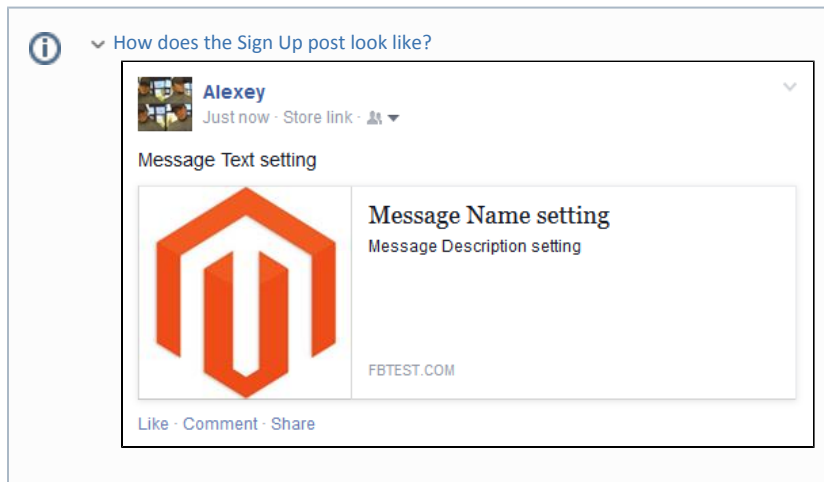 How does the Sign Up post look like?
Alexey
Just now · Store link ·
Message Text setting
Message Name setting
Message Description setting
FBTEST.COM
Like · Comment · Share